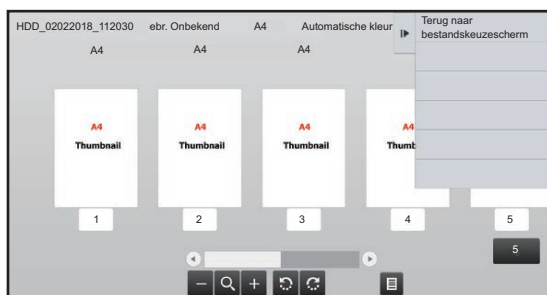 HDD_02022018_112030 ebr. Onbekend A4 Automatische kleur
Terug naar
bestandskeuzescherm
A4 A4 A4
A4 A4 A4 A4
Thumbnail Thumbnail Thumbnail Thumb
1 2 3 4 5
5